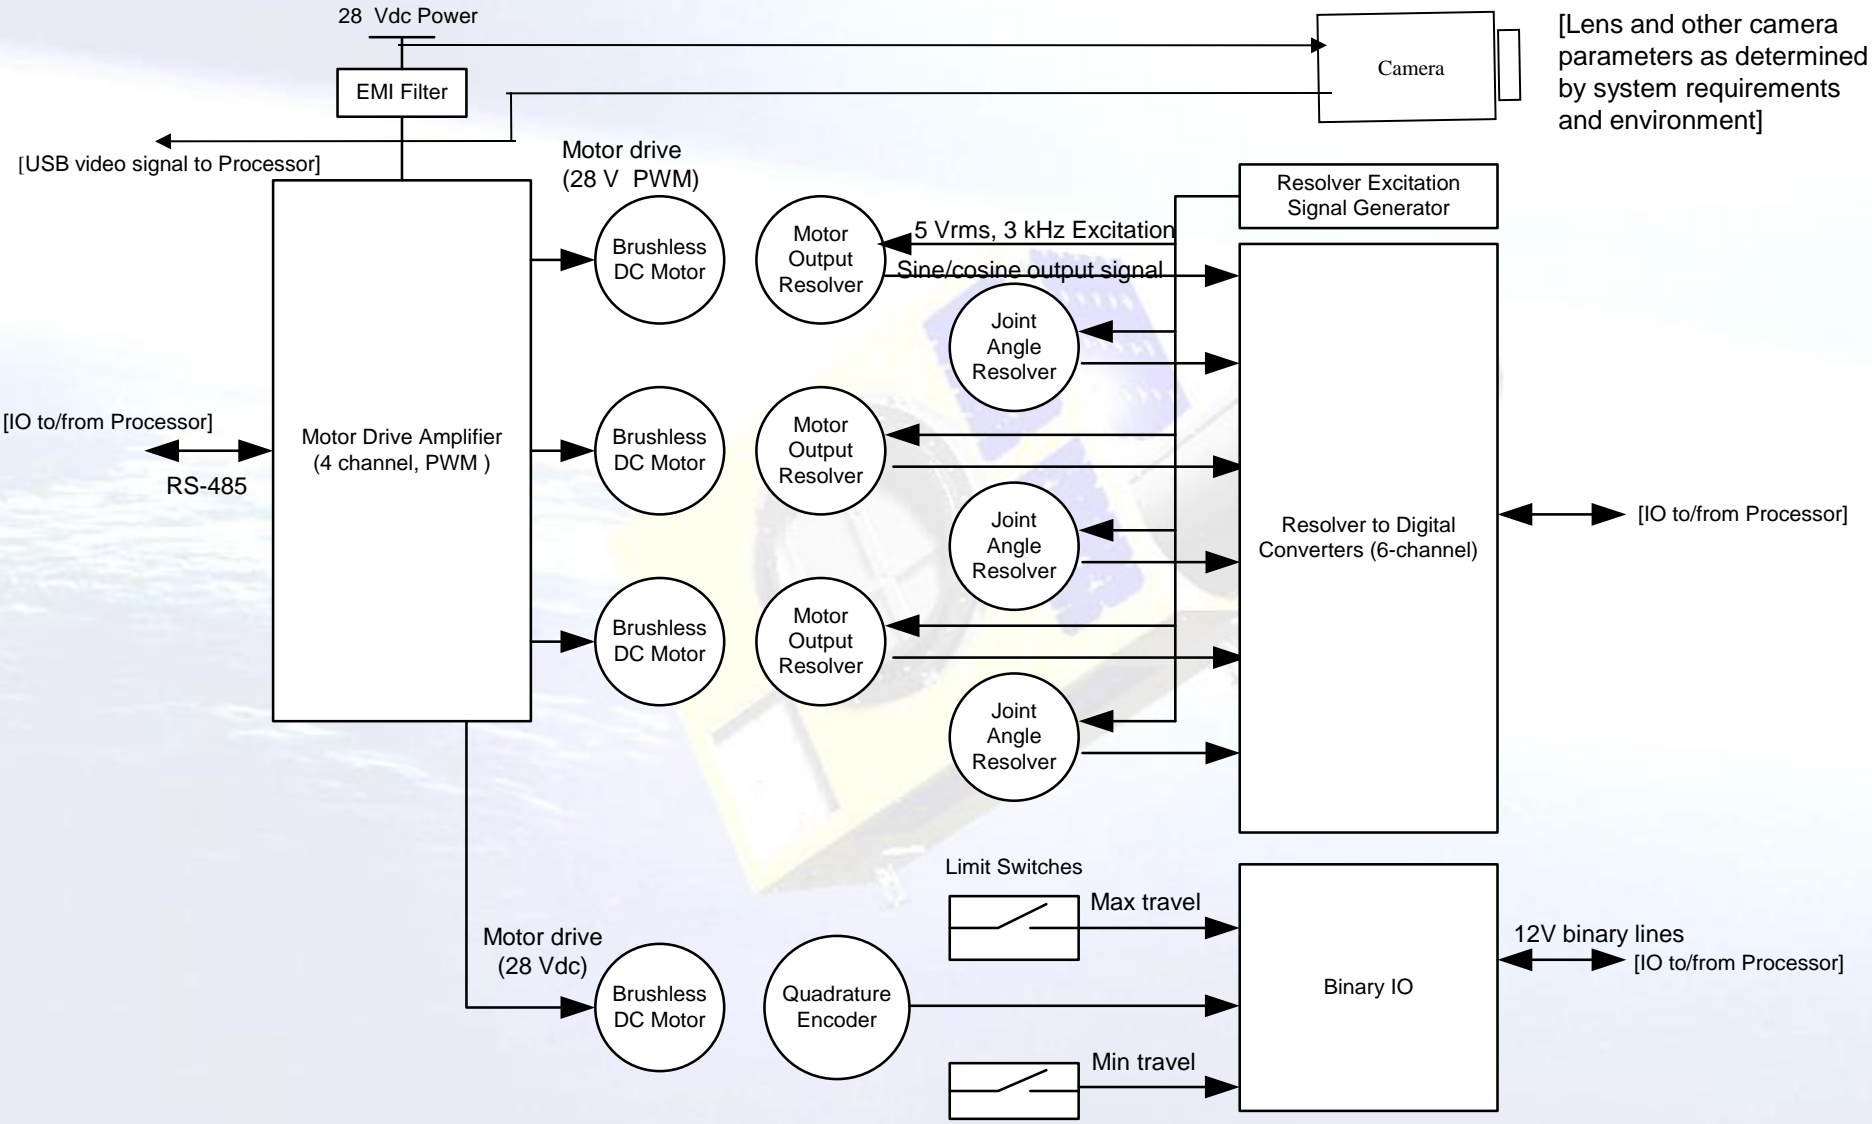 28 Vdc Power
EMI Filter
[USB video signal to Processor]
Camera
[Lens and other camera
parameters as determined
by system requirements
and environment]
Motor drive
(28 V PWM)
Resolver Excitation
Signal Generator
Brushless
DC Motor
Motor
Output
Resolver
5 Vrms, 3 kHz Excitation
Sine/cosine output signal
Joint
Angle
Resolver
[IO to/from Processor]
RS-485
Motor Drive Amplifier
(4 channel, PWM )
Brushless
DC Motor
Motor
Output
Resolver
Joint
Angle
Resolver
Resolver to Digital
Converters (6-channel)
[IO to/from Processor]
Brushless
DC Motor
Motor
Output
Resolver
Joint
Angle
Resolver
Limit Switches
Max travel
Motor drive
(28 Vdc)
Brushless
DC Motor
Quadrature
Encoder
Min travel
Binary IO
12V binary lines
[IO to/from Processor]